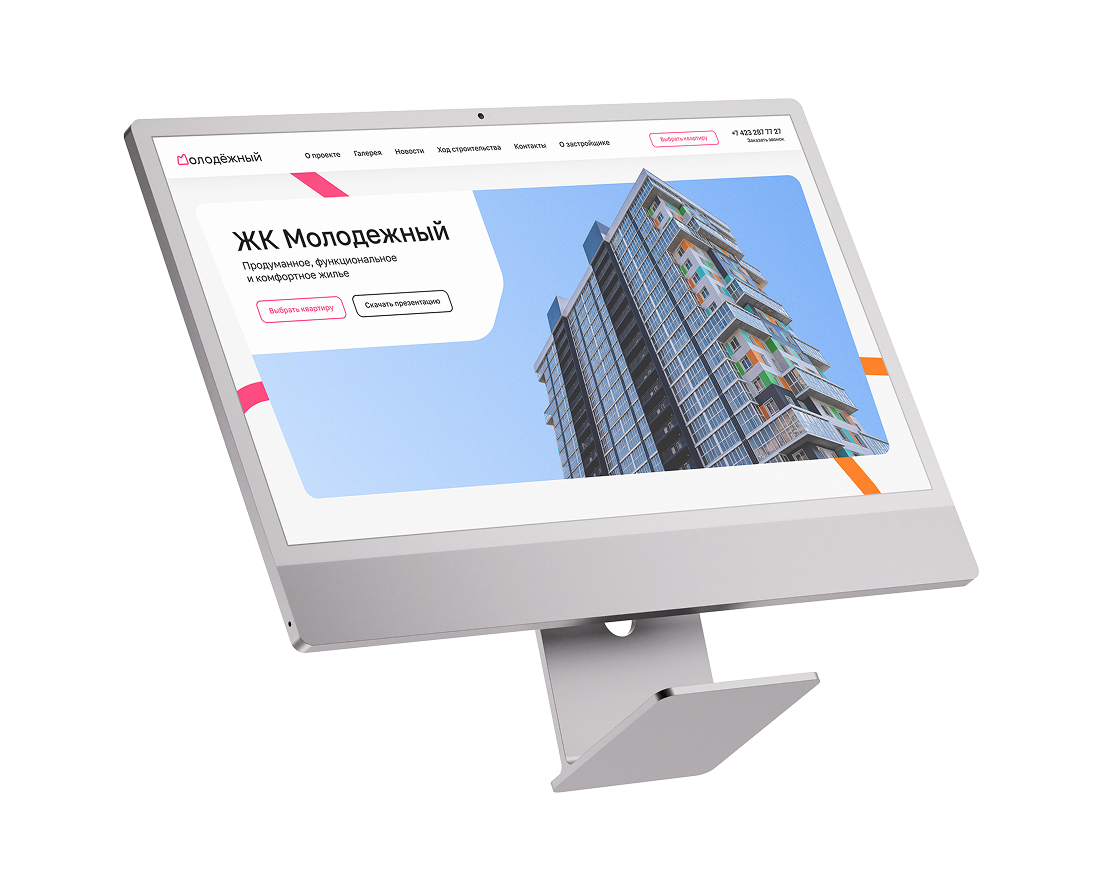 Молодёжный
О проекте
Галерея
Новости
Ход строительства
Контакты
О застройщике
Выбрать квартиру
+7 423 287 77 27
Заказать звонок
ЖК Молодежный
Продуманное, функциональное
и комфортное жилье
Выбрать квартиру
Скачать презентацию